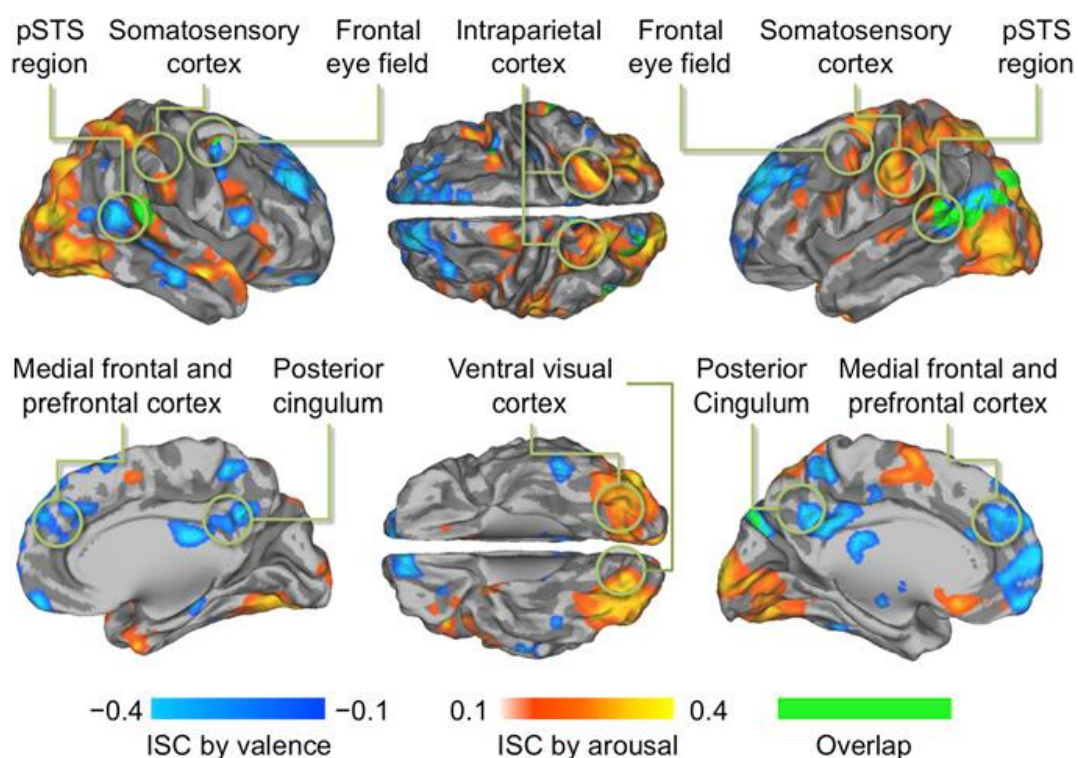 pSTS region
Somatosensory cortex
Frontal eye field
Intraparietal cortex
Frontal eye field
Somatosensory cortex
pSTS region
Medial frontal and prefrontal cortex
Posterior cingulum
Ventral visual cortex
Posterior Cingulum
Medial frontal and prefrontal cortex
−0.4 −0.1 0.1 0.4
ISC by valence ISC by arousal Overlap